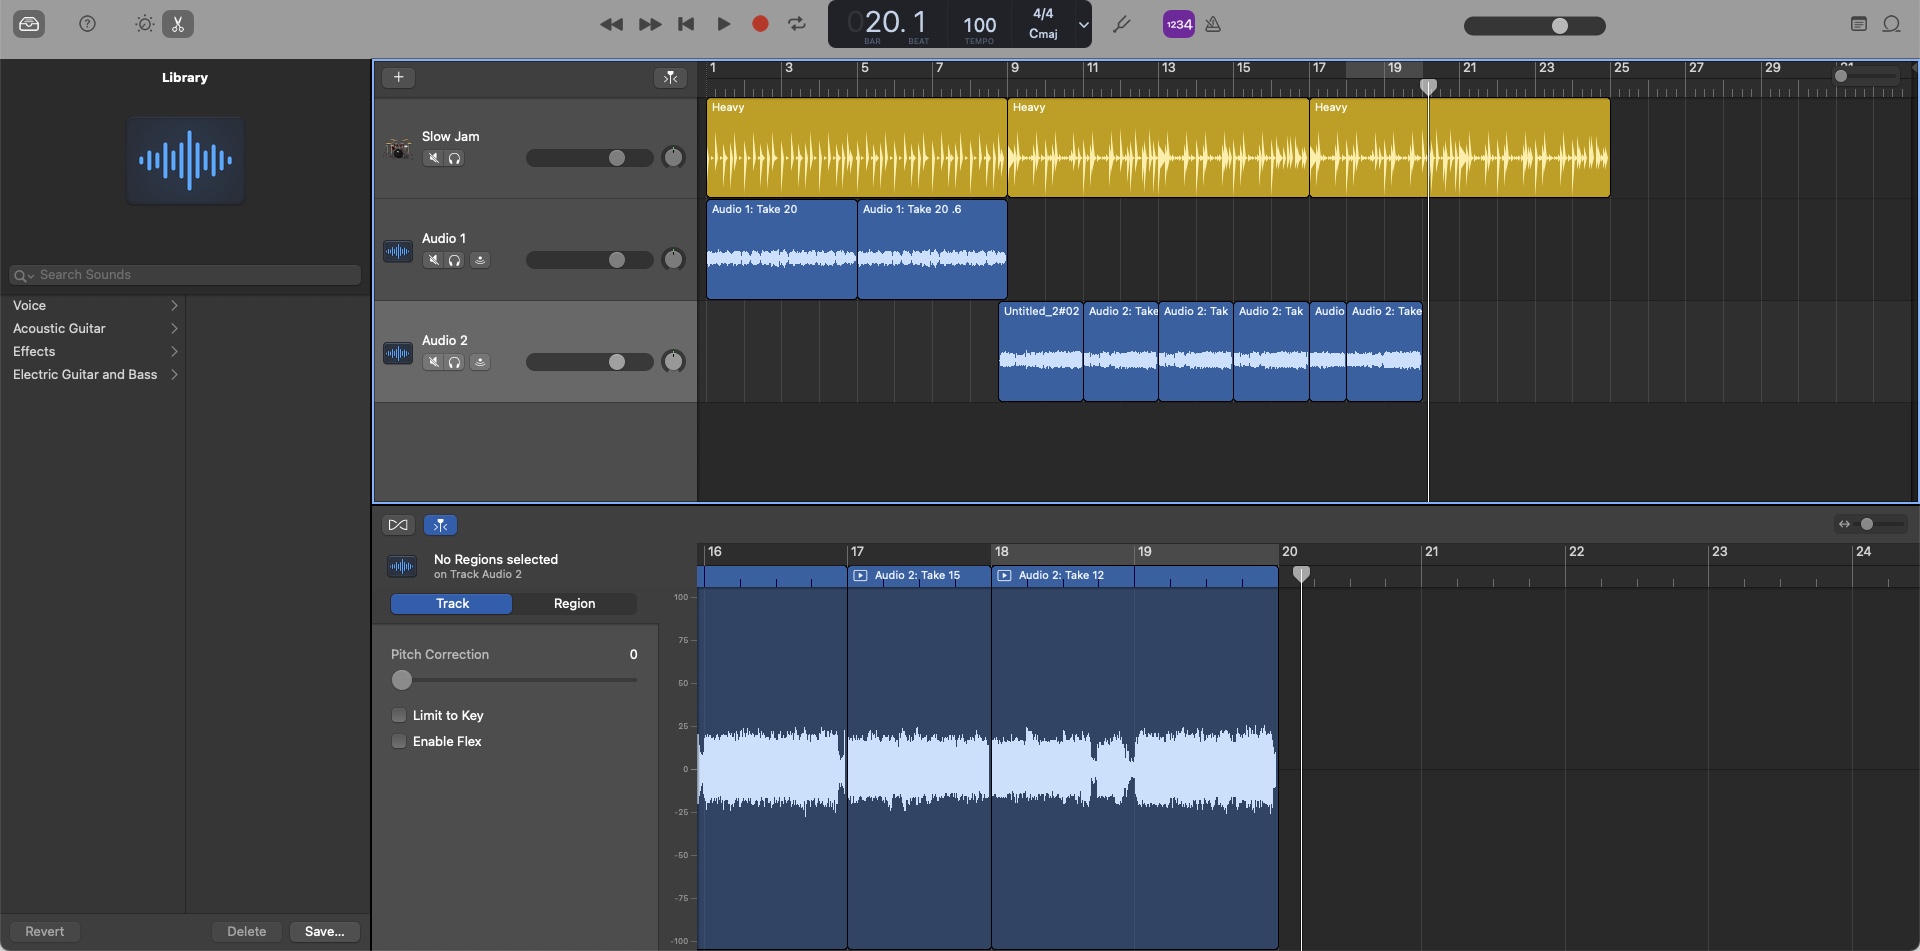 020. 1
BAR
BEAT
100
TEMPO
4/4
Cmaj
1234
Library
Search Sounds
Voice
Acoustic Guitar
Effects
Electric Guitar and Bass
Revert
Delete
Save...
1 3 5 7 9 11 13 15 17 19 21 23 25 27 29
Slow Jam
Heavy
Heavy
Heavy
Audio 1
Audio 1: Take 20
Audio 1: Take 20 .6
Audio 2
Untitled_2#02
Audio 2: Take
Audio 2: Tak
Audio 2: Tak
Audio
Audio 2: Take
No Regions selected
on Track Audio 2
Track
Region
Pitch Correction
0
Limit to Key
Enable Flex
16 17 18 19 20 21 22 23 24
Audio 2: Take 15
Audio 2: Take 12
100
75
50
25
0
-25
-50
-75
-100